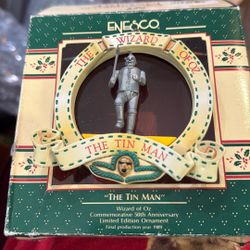 ENESCO
THE WIZARD OF OZ
THE TIN MAN
"THE TIN MAN"
Wizard of Oz
Commemorative 50th Anniversary
Limited Edition Ornament
Final production year 1989